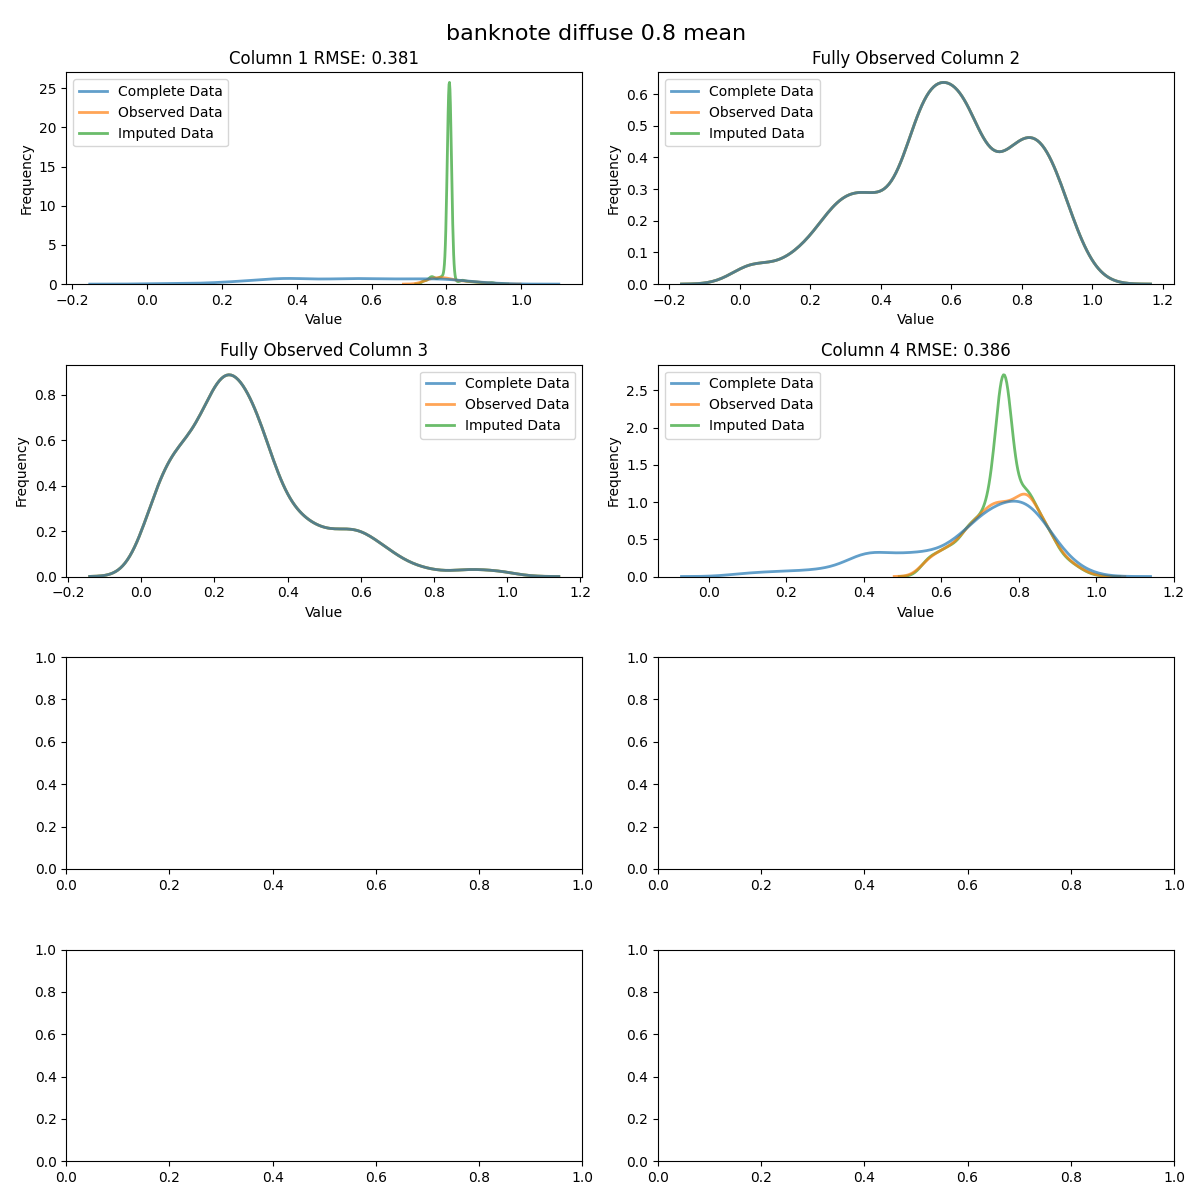 banknote diffuse 0.8 mean
Column 1 RMSE: 0.381
Complete Data
Observed Data
Imputed Data
Frequency
25
20
15
10
5
0
−0.2 0.0 0.2 0.4 0.6 0.8 1.0
Value
Fully Observed Column 2
Complete Data
Observed Data
Imputed Data
Frequency
0.6
0.5
0.4
0.3
0.2
0.1
0.0
−0.2 0.0 0.2 0.4 0.6 0.8 1.0 1.2
Value
Fully Observed Column 3
Complete Data
Observed Data
Imputed Data
Frequency
0.8
0.6
0.4
0.2
0.0
−0.2 0.0 0.2 0.4 0.6 0.8 1.0 1.2
Value
Column 4 RMSE: 0.386
Complete Data
Observed Data
Imputed Data
Frequency
2.5
2.0
1.5
1.0
0.5
0.0
0.0 0.2 0.4 0.6 0.8 1.0 1.2
Value
1.0
0.8
0.6
0.4
0.2
0.0
0.0 0.2 0.4 0.6 0.8 1.0
1.0
0.8
0.6
0.4
0.2
0.0
0.0 0.2 0.4 0.6 0.8 1.0
1.0
0.8
0.6
0.4
0.2
0.0
0.0 0.2 0.4 0.6 0.8 1.0
1.0
0.8
0.6
0.4
0.2
0.0
0.0 0.2 0.4 0.6 0.8 1.0